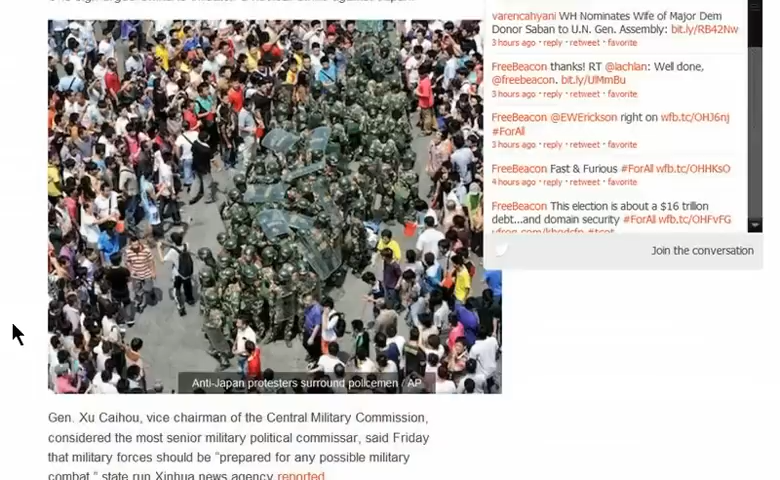 varencahyani WH Nominates Wife of Major Dem
Donor Saban to U.N. Gen. Assembly: bit.ly/RB42Nw
3 hours ago · reply · retweet · favorite
FreeBeacon thanks! RT @lachlan: Well done,
@freebeacon. bit.ly/UlMmBu
3 hours ago · reply · retweet · favorite
FreeBeacon @EWErickson right on wfb.tc/OHJ6nj
#ForAll
3 hours ago · reply · retweet · favorite
FreeBeacon Fast & Furious #ForAll wfb.tc/OHHKsO
4 hours ago · reply · retweet · favorite
FreeBeacon This election is about a $16 trillion
debt...and domain security #ForAll wfb.tc/OHFvFG
Join the conversation
Anti-Japan protesters surround policemen / AP
Gen. Xu Caihou, vice chairman of the Central Military Commission,
considered the most senior military political commissar, said Friday
that military forces should be “prepared for any possible military
combat,” state run Xinhua news agency reported.